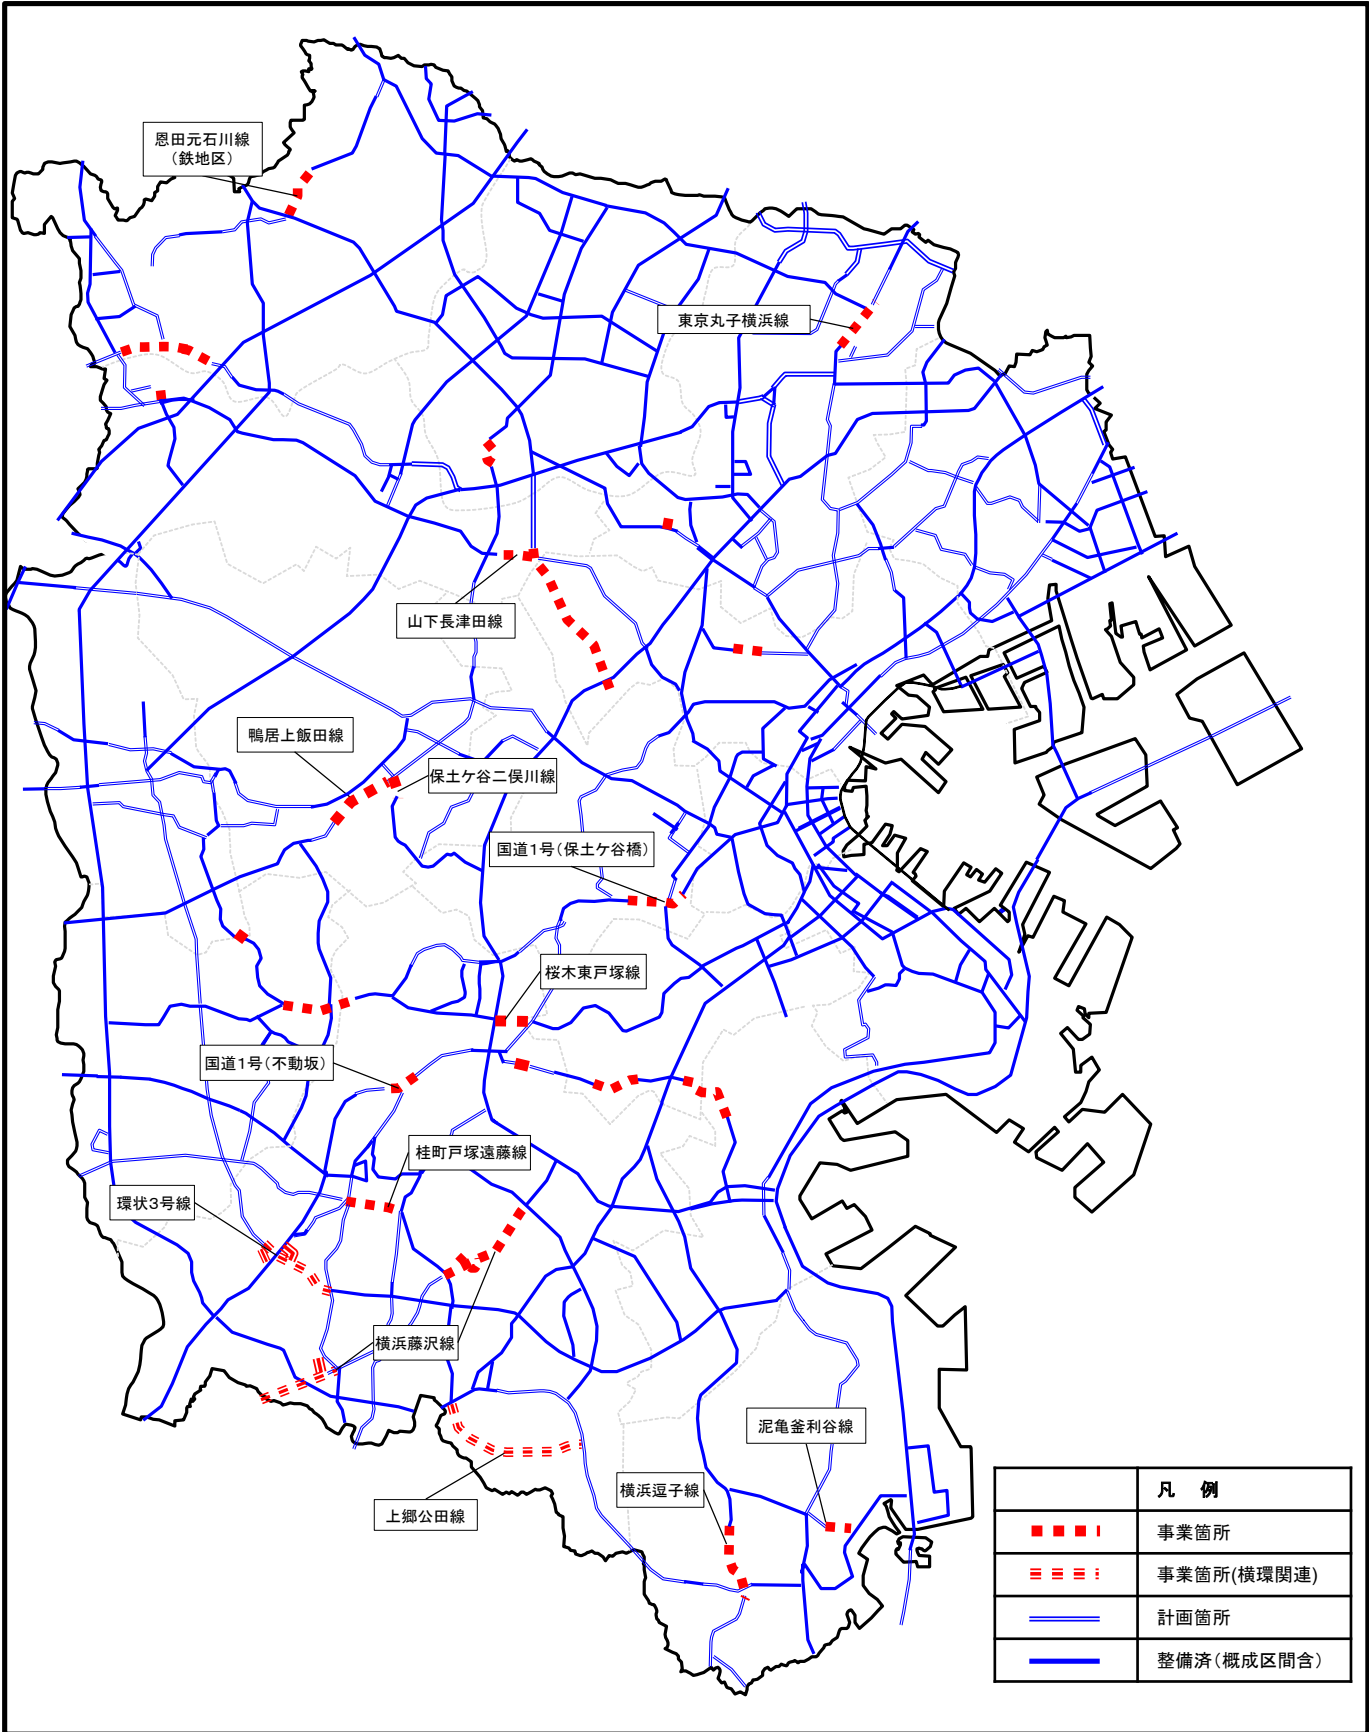 恩田元石川線
（鉄地区）
東京丸子横浜線
山下長津田線
鴨居上飯田線
保土ケ谷二俣川線
国道1号（保土ケ谷橋）
桜木東戸塚線
国道1号（不動坂）
桂町戸塚遠藤線
環状3号線
横浜藤沢線
泥亀釜利谷線
横浜逗子線
上郷公田線
凡 例
事業箇所
事業箇所(横環関連)
計画箇所
整備済（概成区間含）